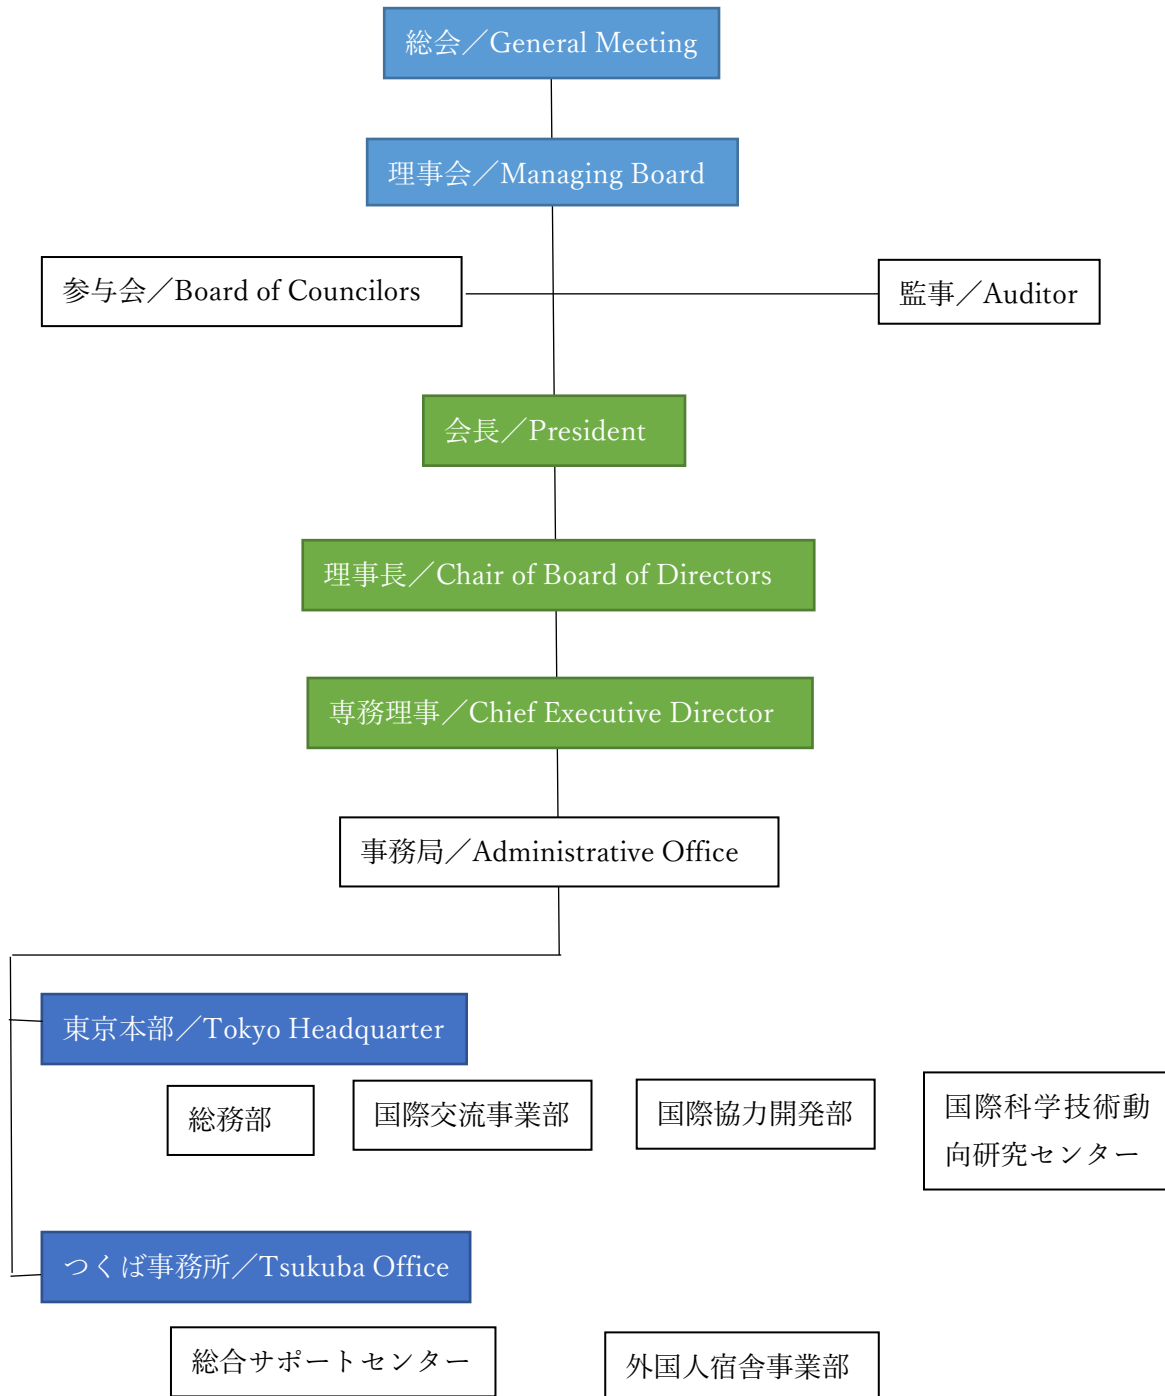 総会／General Meeting
理事会／Managing Board
参与会／Board of Councilors
監事／Auditor
会長／President
理事長／Chair of Board of Directors
専務理事／Chief Executive Director
事務局／Administrative Office
東京本部／Tokyo Headquarter
総務部
国際交流事業部
国際協力開発部
国際科学技術動
向研究センター
つくば事務所／Tsukuba Office
総合サポートセンター
外国人宿舎事業部